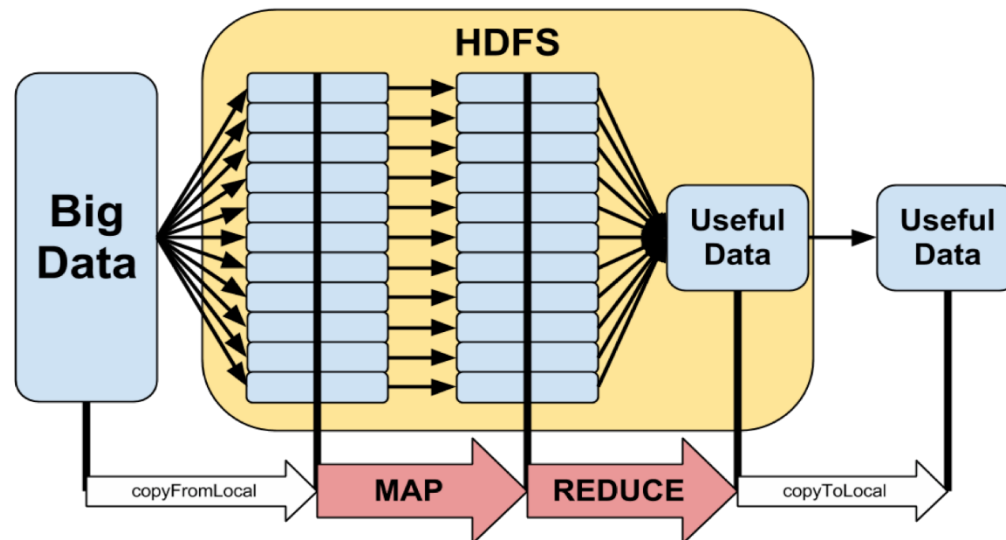 HDFS
Big
Data
Useful
Data
Useful
Data
copyFromLocal
MAP
REDUCE
copyToLocal